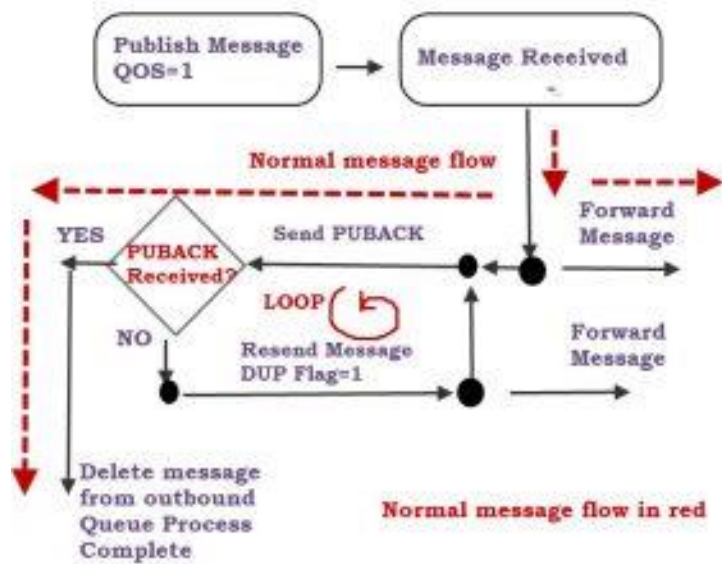 Publish Message
QOS=1
Message Received
Normal message flow
Forward
Message
YES
PUBACK
Received?
Send PUBACK
LOOP
NO
Resend Message
DUP Flag=1
Forward
Message
Delete message
from outbound
Queue Process
Complete
Normal message flow in red